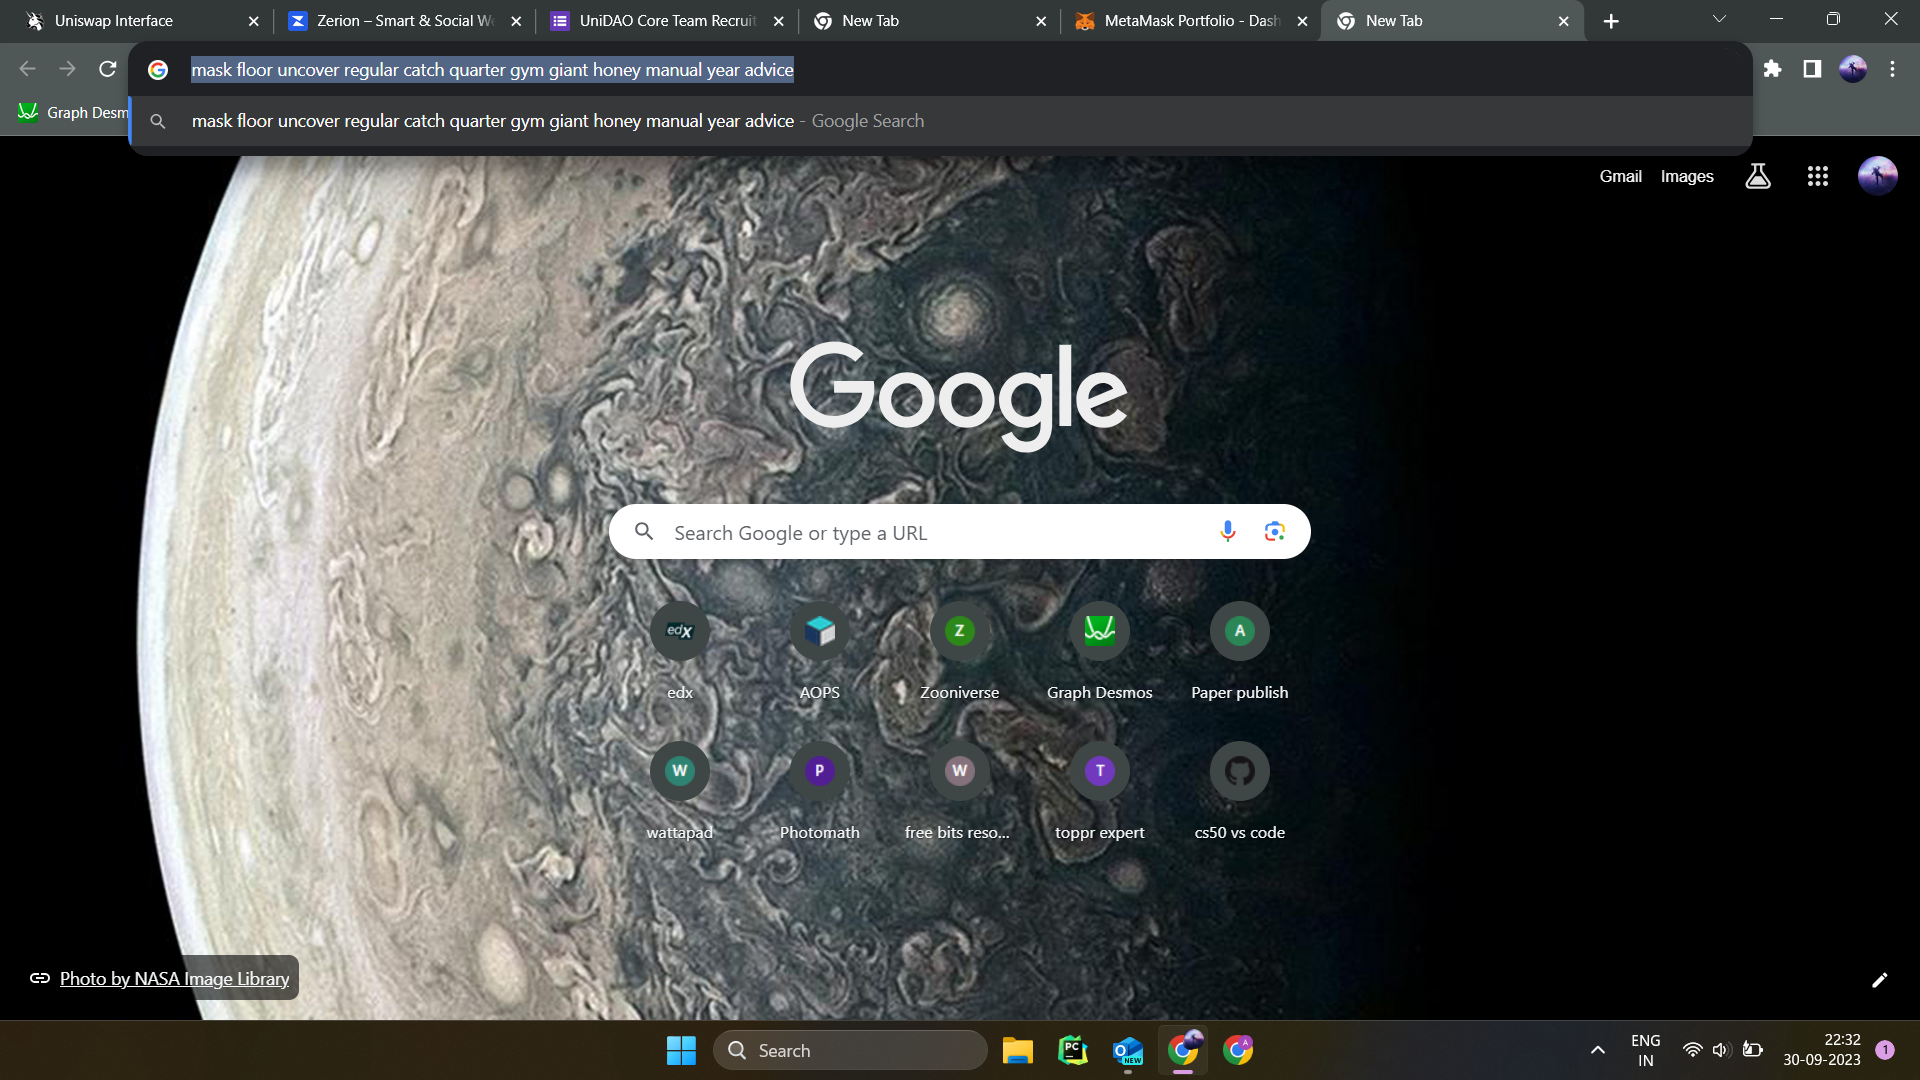 Uniswap Interface
Zerion – Smart & Social We
UniDAO Core Team Recruit
New Tab
MetaMask Portfolio - Dash
New Tab
mask floor uncover regular catch quarter gym giant honey manual year advice
Graph Desm
mask floor uncover regular catch quarter gym giant honey manual year advice - Google Search
Gmail Images
Google
Search Google or type a URL
edx
Z
A
edx
AOPS
Zooniverse
Graph Desmos
Paper publish
W
P
W
T
wattapad
Photomath
free bits reso...
toppr expert
cs50 vs code
Photo by NASA Image Library
Search
PC
NEW
A
ENG
IN
22:32
30-09-2023
1